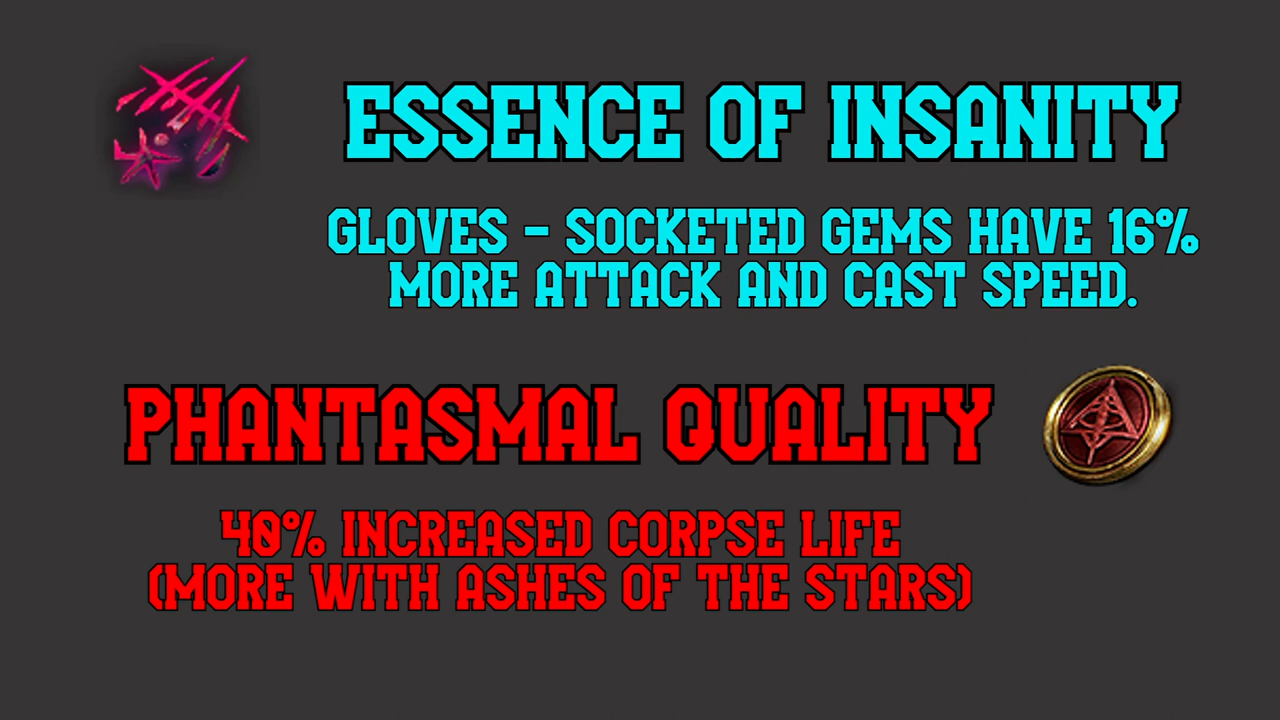 ESSENCE OF INSANITY
GLOVES - SOCKETED GEMS HAVE 16%
MORE ATTACK AND CAST SPEED.
PHANTASMAL QUALITY
40% INCREASED CORPSE LIFE
(MORE WITH ASHES OF THE STARS)